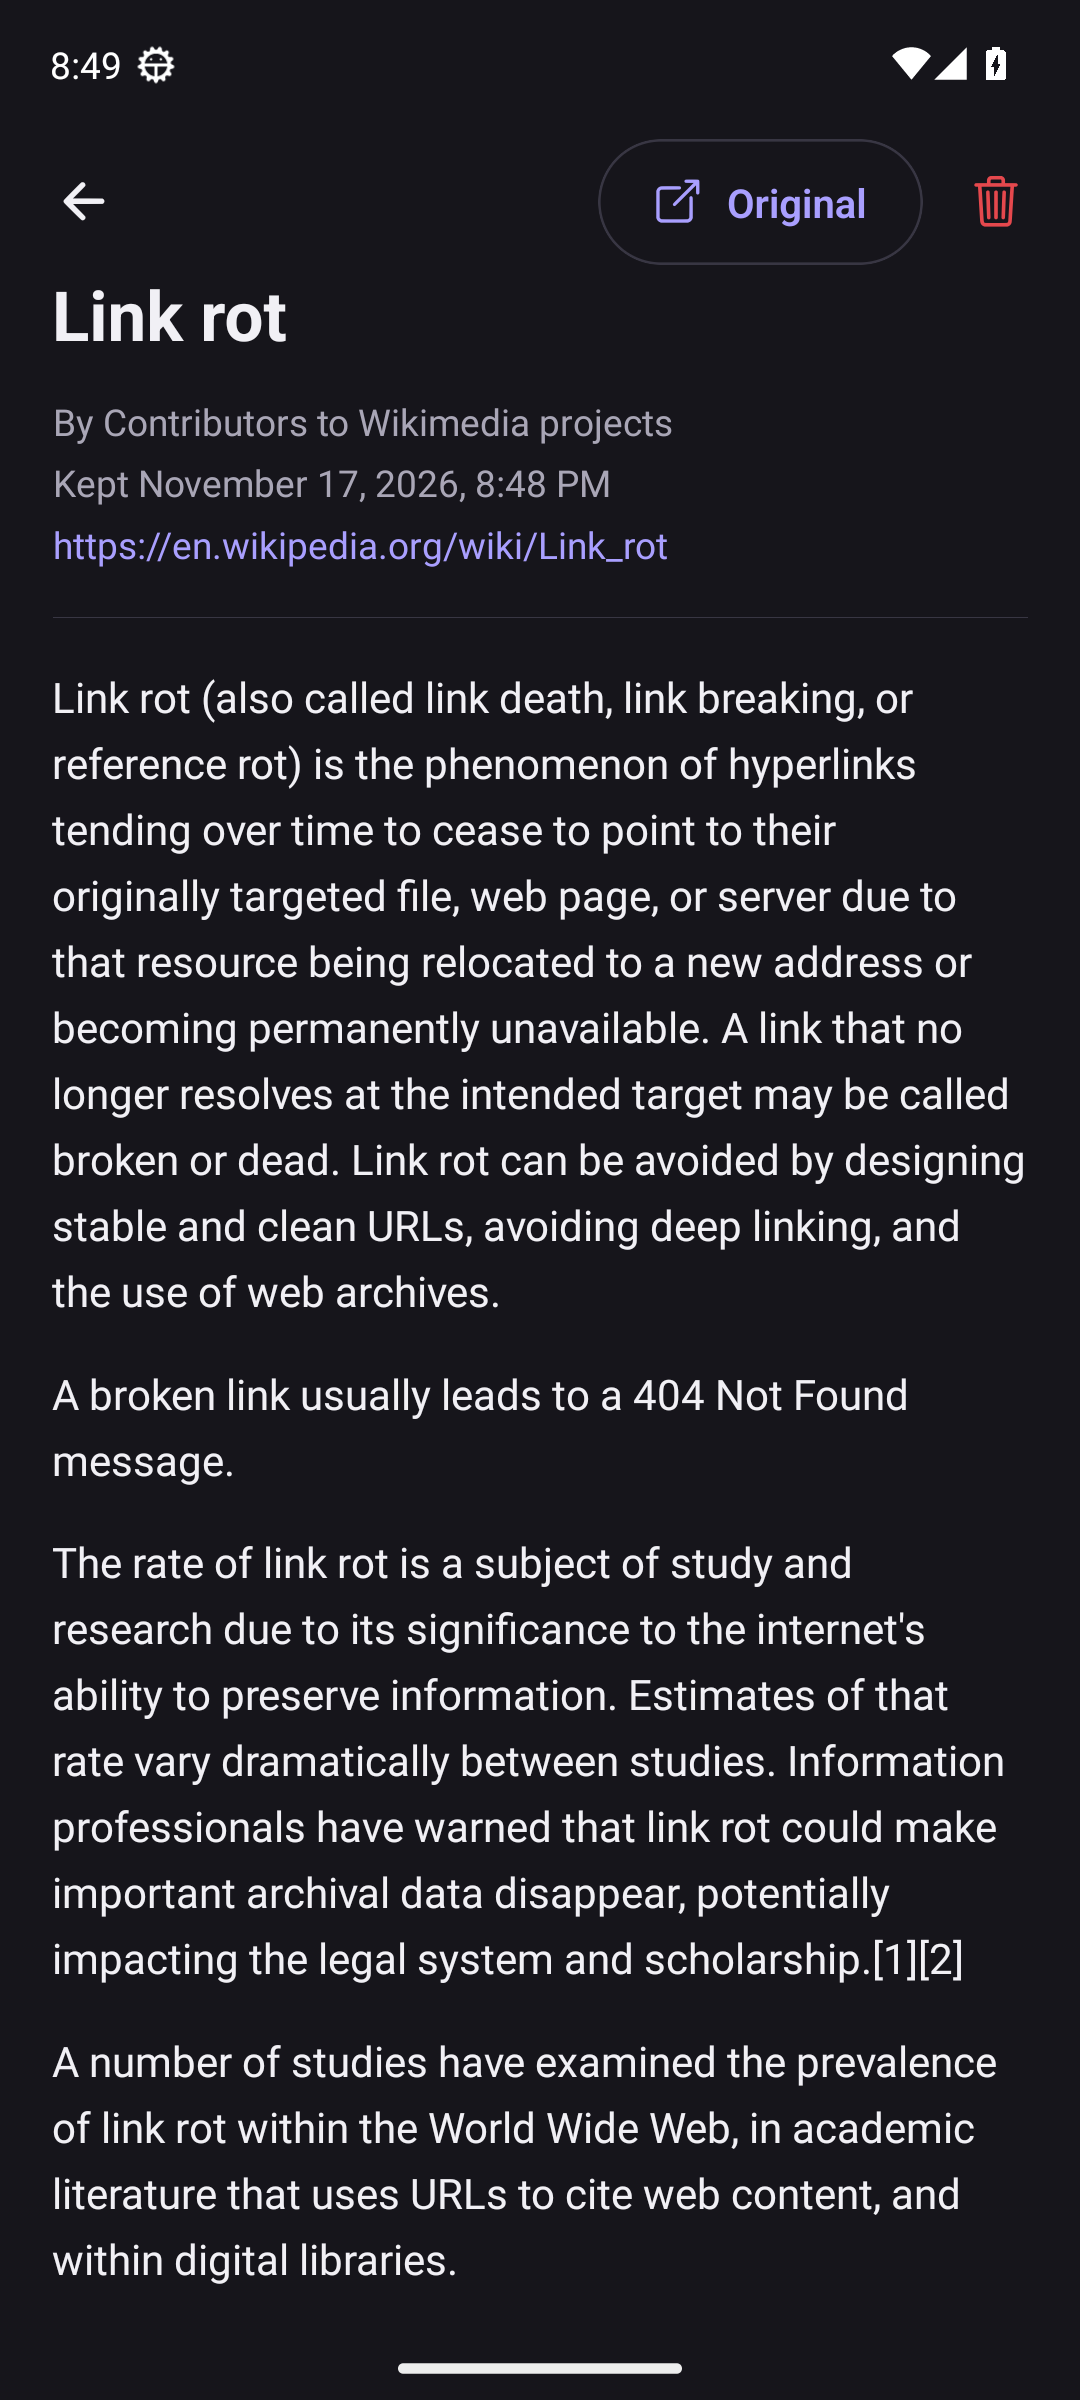 8:49
Original
Link rot
By Contributors to Wikimedia projects
Kept November 17, 2026, 8:48 PM
https://en.wikipedia.org/wiki/Link_rot
Link rot (also called link death, link breaking, or
reference rot) is the phenomenon of hyperlinks
tending over time to cease to point to their
originally targeted file, web page, or server due to
that resource being relocated to a new address or
becoming permanently unavailable. A link that no
longer resolves at the intended target may be called
broken or dead. Link rot can be avoided by designing
stable and clean URLs, avoiding deep linking, and
the use of web archives.
A broken link usually leads to a 404 Not Found
message.
The rate of link rot is a subject of study and
research due to its significance to the internet's
ability to preserve information. Estimates of that
rate vary dramatically between studies. Information
professionals have warned that link rot could make
important archival data disappear, potentially
impacting the legal system and scholarship.[1][2]
A number of studies have examined the prevalence
of link rot within the World Wide Web, in academic
literature that uses URLs to cite web content, and
within digital libraries.